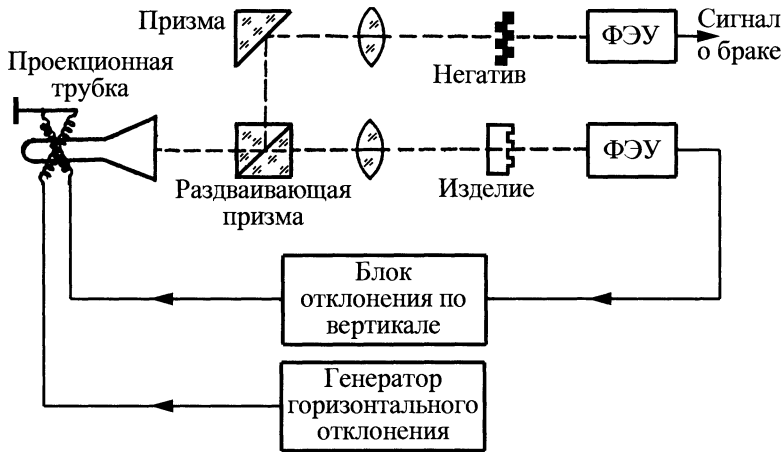 Призма
Сигнал
о браке
ФЭУ
Негатив
Проекционная
трубка
ФЭУ
Раздваивающая
призма
Изделие
Блок
отклонения по
вертикале
Генератор
горизонтального
отклонения